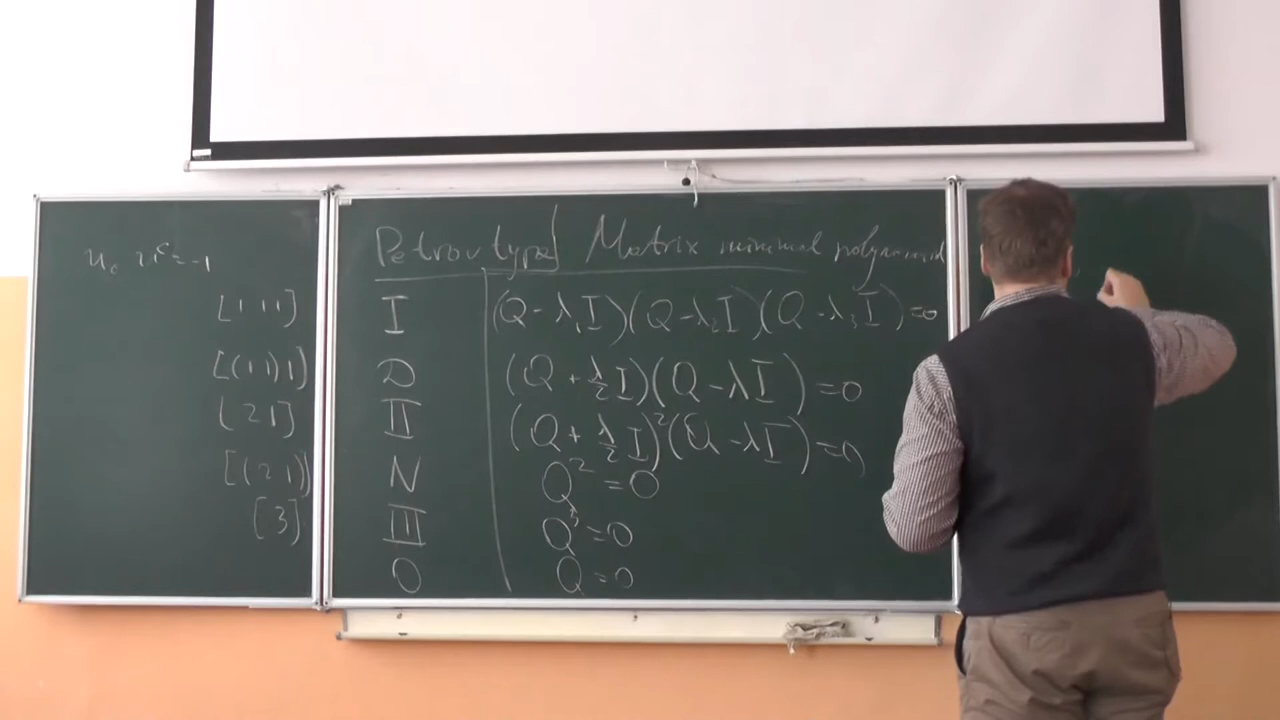 u_c u^c = -1
Petrov type | Matrix minimal polynomial
[1 1 1] I (Q - λ₁I)(Q - λ₂I)(Q - λ₃I) = 0
[(1 1) 1] D (Q + λ/2 I)(Q - λI) = 0
[2 1] II (Q + λ/2 I)²(Q - λI) = 0
[(2 1)] N Q² = 0
[3] III Q³ = 0
O Q = 0